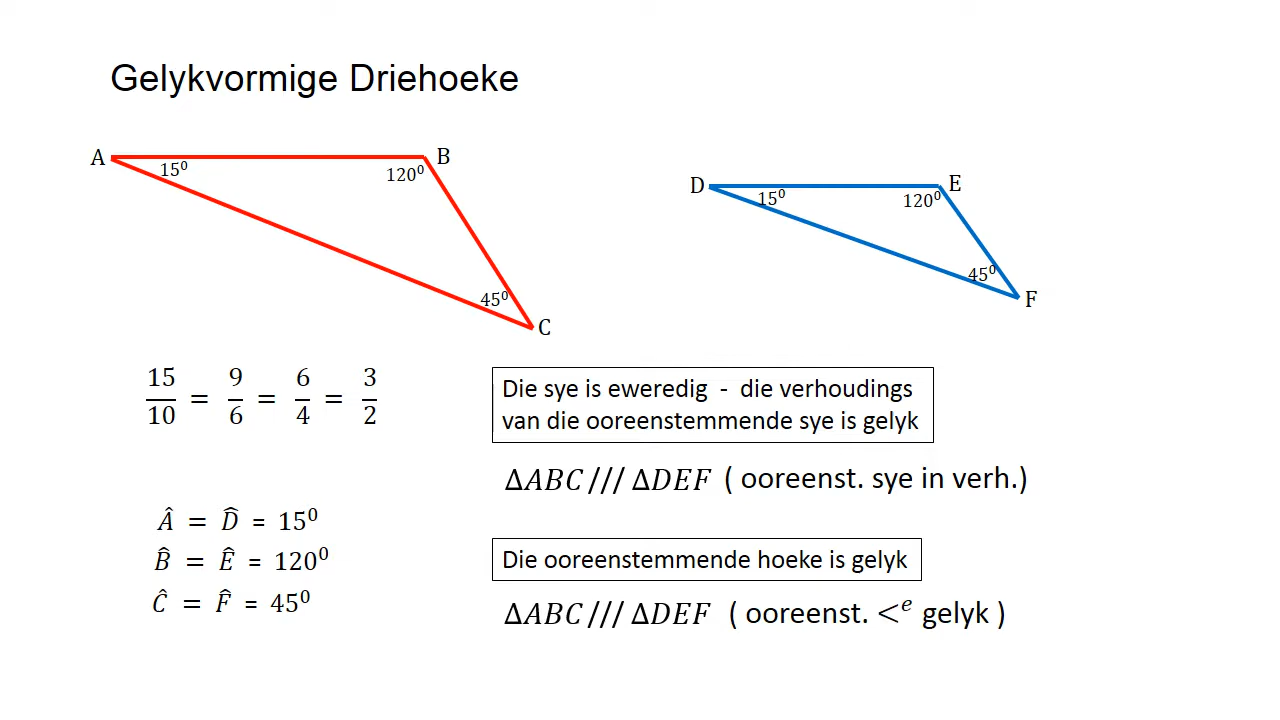 Gelykvormige Driehoeke
A
15⁰
120⁰
B
45⁰
C
D
15⁰
120⁰
E
45⁰
F
15/10 = 9/6 = 6/4 = 3/2
Die sye is eweredig - die verhoudings
van die ooreenstemmende sye is gelyk
ΔABC /// ΔDEF ( ooreenst. sye in verh.)
Â = D̂ = 15⁰
B̂ = Ê = 120⁰
Ĉ = F̂ = 45⁰
Die ooreenstemmende hoeke is gelyk
ΔABC /// ΔDEF ( ooreenst. <ᵉ gelyk )